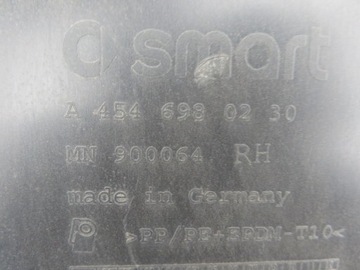 smart
A 454 698 02 30
MN 900064 RH
made in Germany
>PP/PE+EPDM-T10<